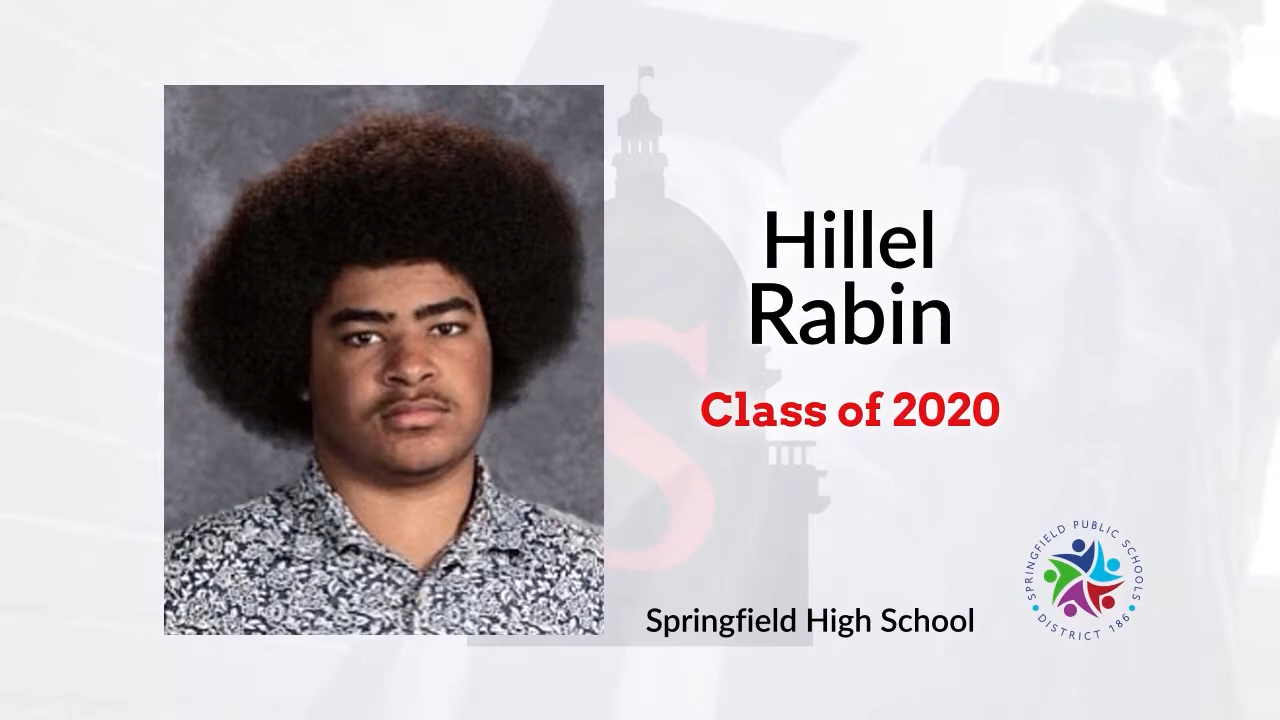 Hillel
Rabin
Class of 2020
Springfield High School
SPRINGFIELD PUBLIC SCHOOLS
DISTRICT 186
S